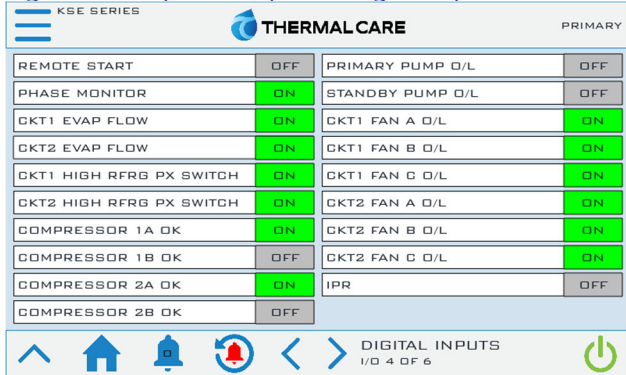 KSE SERIES
THERMALCARE
PRIMARY
REMOTE START OFF
PRIMARY PUMP O/L OFF
PHASE MONITOR ON
STANDBY PUMP O/L OFF
CKT1 EVAP FLOW ON
CKT1 FAN A O/L ON
CKT2 EVAP FLOW ON
CKT1 FAN B O/L ON
CKT1 HIGH RFRG PX SWITCH ON
CKT1 FAN C O/L ON
CKT2 HIGH RFRG PX SWITCH ON
CKT2 FAN A O/L ON
COMPRESSOR 1A OK ON
CKT2 FAN B O/L ON
COMPRESSOR 1B OK OFF
CKT2 FAN C O/L ON
COMPRESSOR 2A OK ON
IPR OFF
COMPRESSOR 2B OK OFF
0
DIGITAL INPUTS
I/O 4 OF 6